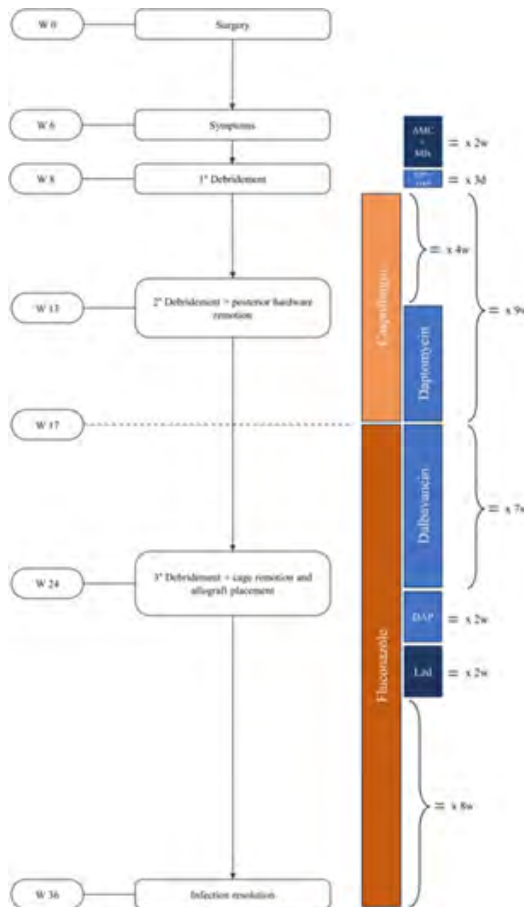 W 0
Surgery
W 6
Symptoms
AMC
+
= x 2w
W 8
1° Debridement
= x 3d
Caspofungin
= x 4w
= x 9w
W 13
2° Debridement + posterior hardware
remotion
Daptomycin
W 17
Dalbavancin
= x 7w
W 24
3° Debridement + cage remotion and
allograft placement
Fluconazole
DAP
= x 2w
Lzd
= x 2w
= x 8w
W 36
Infection resolution